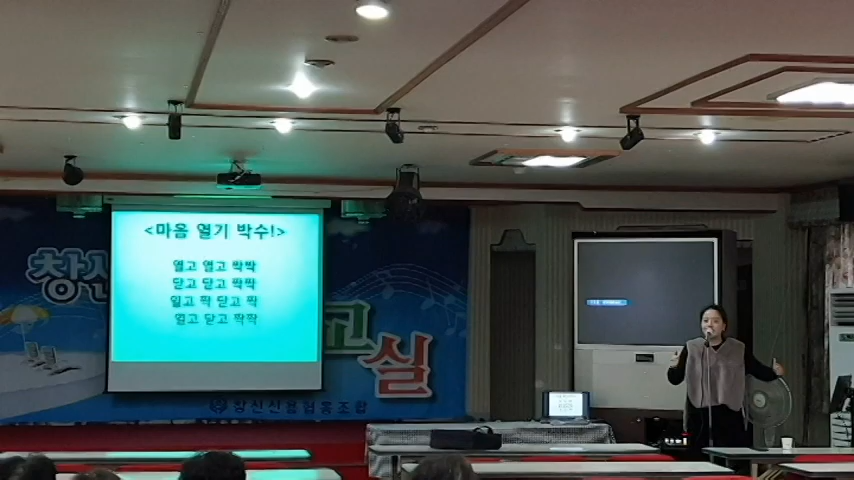 <마음 열기 박수!>
열고 열고 짝짝
닫고 닫고 짝짝
열고 짝 닫고 짝
열고 닫고 짝짝
창신
교실
창신신용협동조합